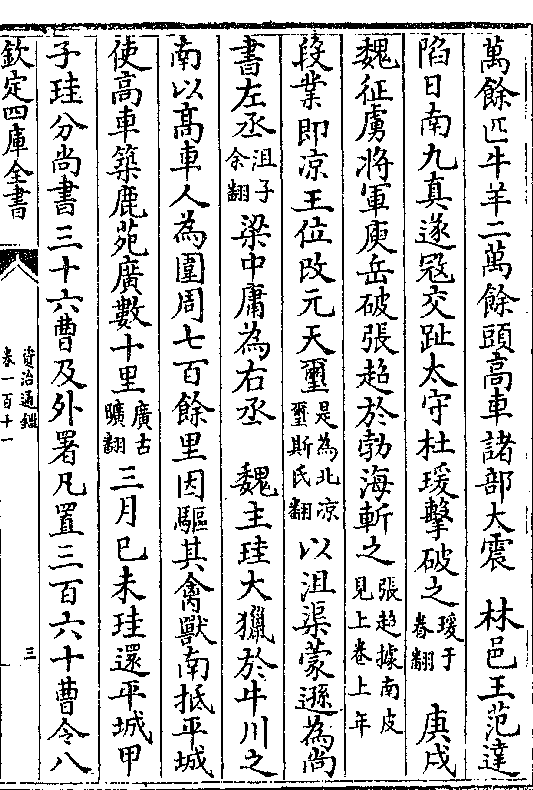 萬餘匹牛羊二萬餘頭高車諸部大震　林邑王范達
陷日南九真遂冦交趾太守杜瑗擊破之瑗于眷翻　庚戌
魏征虜將軍庾岳破張超於勃海斬之張超據南皮見上卷上年
段業即凉王位改元天璽是為北凉璽斯氏翻以沮渠蒙遜為尚
書左丞沮子余翻梁中庸為右丞　魏主珪大獵於牛川之
南以髙車人為圍周七百餘里因驅其禽獸南抵平城
使高車築鹿苑廣數十里廣古曠翻三月己未珪還平城甲
子珪分尚書三十六曹及外署凡置三百六十曹令八
欽定四庫全書
資治通鑑
卷一百十一
三